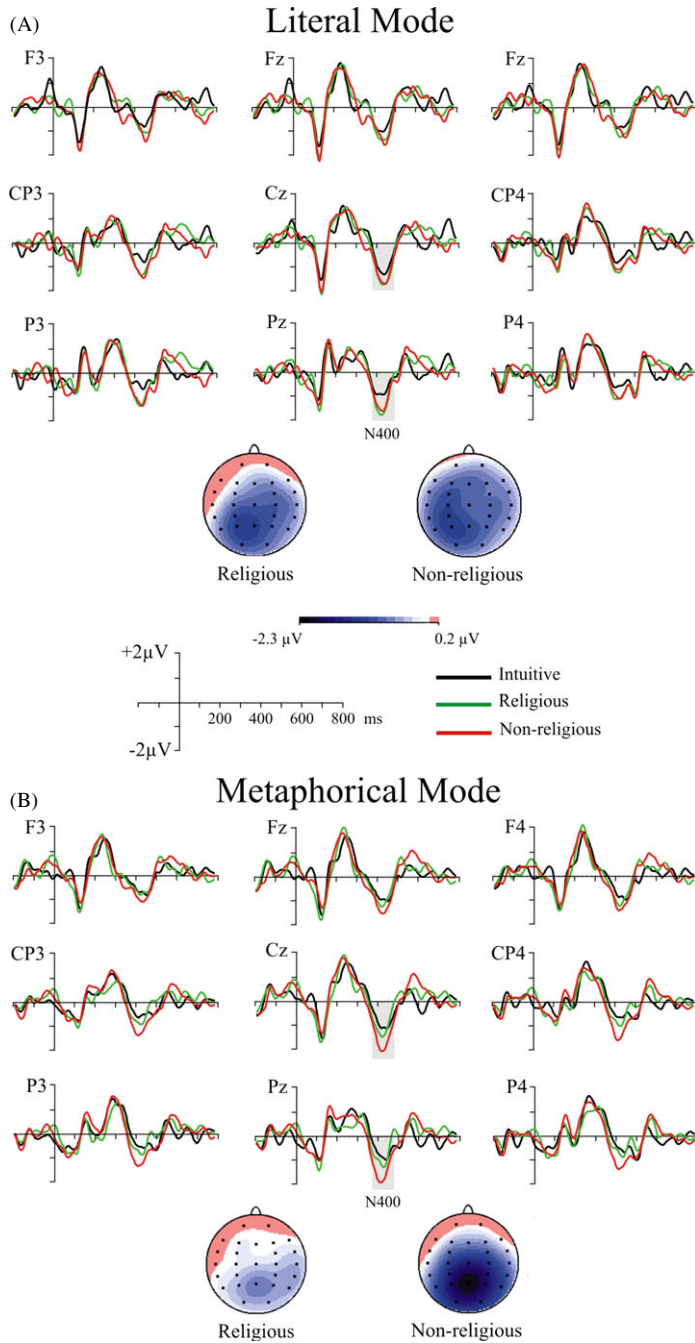 (A)
Literal Mode
F3
Fz
Fz
CP3
Cz
CP4
P3
Pz
P4
N400
Religious
Non-religious
-2.3 µV
0.2 µV
+2µV
200 400 600 800 ms
-2µV
Intuitive
Religious
Non-religious
(B)
Metaphorical Mode
F3
Fz
F4
CP3
Cz
CP4
P3
Pz
P4
N400
Religious
Non-religious